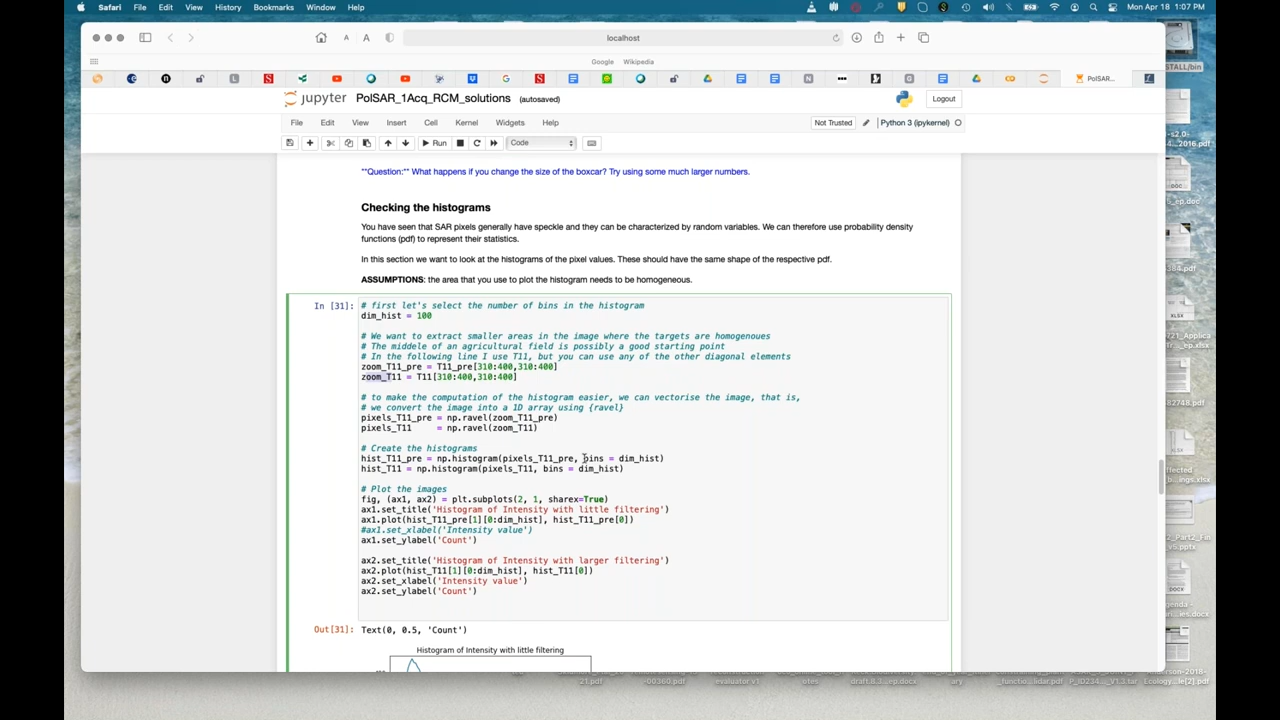 Safari File Edit View History Bookmarks Window Help
Mon Apr 18 1:07 PM
A A
localhost
Google Wikipedia
PolSAR...
STALL/bin
jupyter PolSAR_1Acq_RCM_solutions (autosaved)
Logout
File Edit View Insert Cell Kernel Widgets Help
Not Trusted
Python 3 (ipykernel)
Run
Code
**Question:** What happens if you change the size of the boxcar? Try using some much larger numbers.
Checking the histograms
You have seen that SAR pixels generally have speckle and they can be characterized by random variables. We can therefore use probability density
functions (pdf) to represent their statistics.
In this section we want to look at the histograms of the pixel values. These should have the same shape of the respective pdf.
ASSUMPTIONS: the area that you use to plot the histogram needs to be homogeneous.
In [31]:
# first let's select the number of bins in the histogram
dim_hist = 100
# We want to extract smaller areas in the image where the targets are homogenoues
# The middele of an agricultural field is possibly a good starting point
# In the following line I use T11, but you can use any of the other diagonal elements
zoom_T11_pre = T11_pre[310:400,310:400]
zoom_T11 = T11[310:400,310:400]
# to make the computation of the histogram easier, we can vectorise the image, that is,
# we convert the image into a 1D array using {ravel}
pixels_T11_pre = np.ravel(zoom_T11_pre)
pixels_T11     = np.ravel(zoom_T11)
# Create the histograms
hist_T11_pre = np.histogram(pixels_T11_pre, bins = dim_hist)
hist_T11 = np.histogram(pixels_T11, bins = dim_hist)
# Plot the images
fig, (ax1, ax2) = plt.subplots(2, 1, sharex=True)
ax1.set_title('Histogram of Intensity with little filtering')
ax1.plot(hist_T11_pre[1][0:dim_hist], hist_T11_pre[0])
#ax1.set_xlabel('Intensity value')
ax1.set_ylabel('Count')
ax2.set_title('Histogram of Intensity with larger filtering')
ax2.plot(hist_T11[1][0:dim_hist], hist_T11[0])
ax2.set_xlabel('Intensity value')
ax2.set_ylabel('Count')
Out[31]: Text(0, 0.5, 'Count')
Histogram of Intensity with little filtering